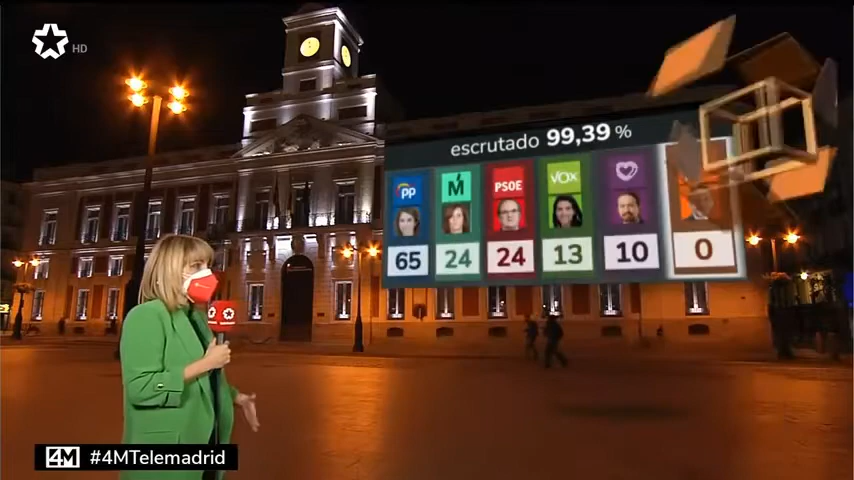 HD
escrutado 99,39 %
PP
Ḿ
PSOE
VOX
65
24
24
13
10
0
4M #4MTelemadrid